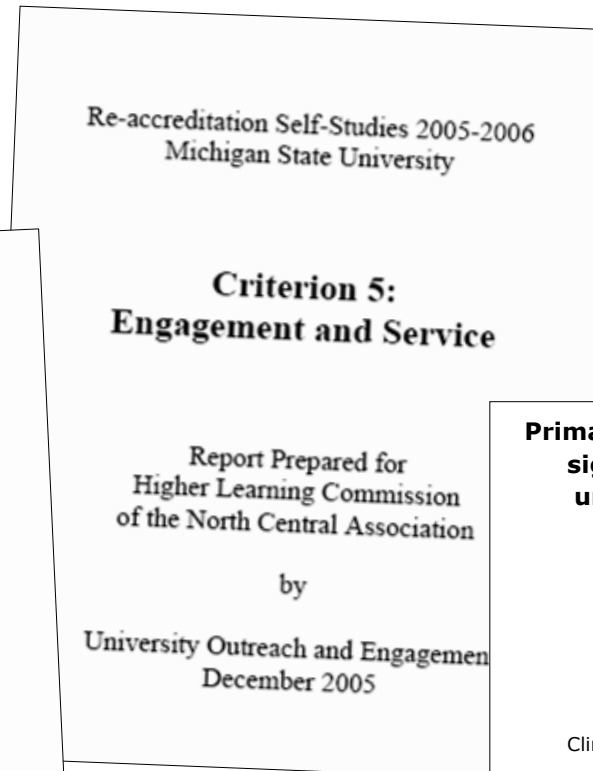 Re-accreditation Self-Studies 2005-2006
Michigan State University
Criterion 5:
Engagement and Service
Report Prepared for
Higher Learning Commission
of the North Central Association
by
University Outreach and Engagemen
December 2005